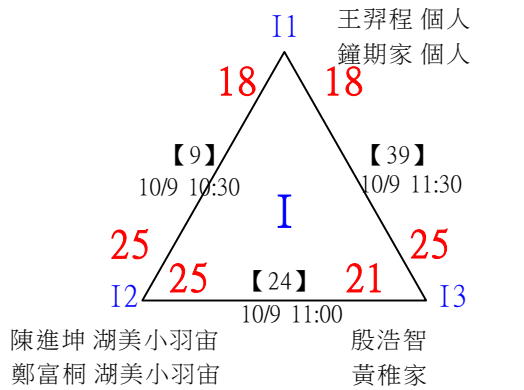 I1
王羿程 個人
鐘期家 個人
18
18
【9】
10/9 10:30
【39】
10/9 11:30
I
25
25
25
【24】
21
I2
10/9 11:00
I3
陳進坤 湖美小羽宙
殷浩智
鄭富桐 湖美小羽宙
黃稚家